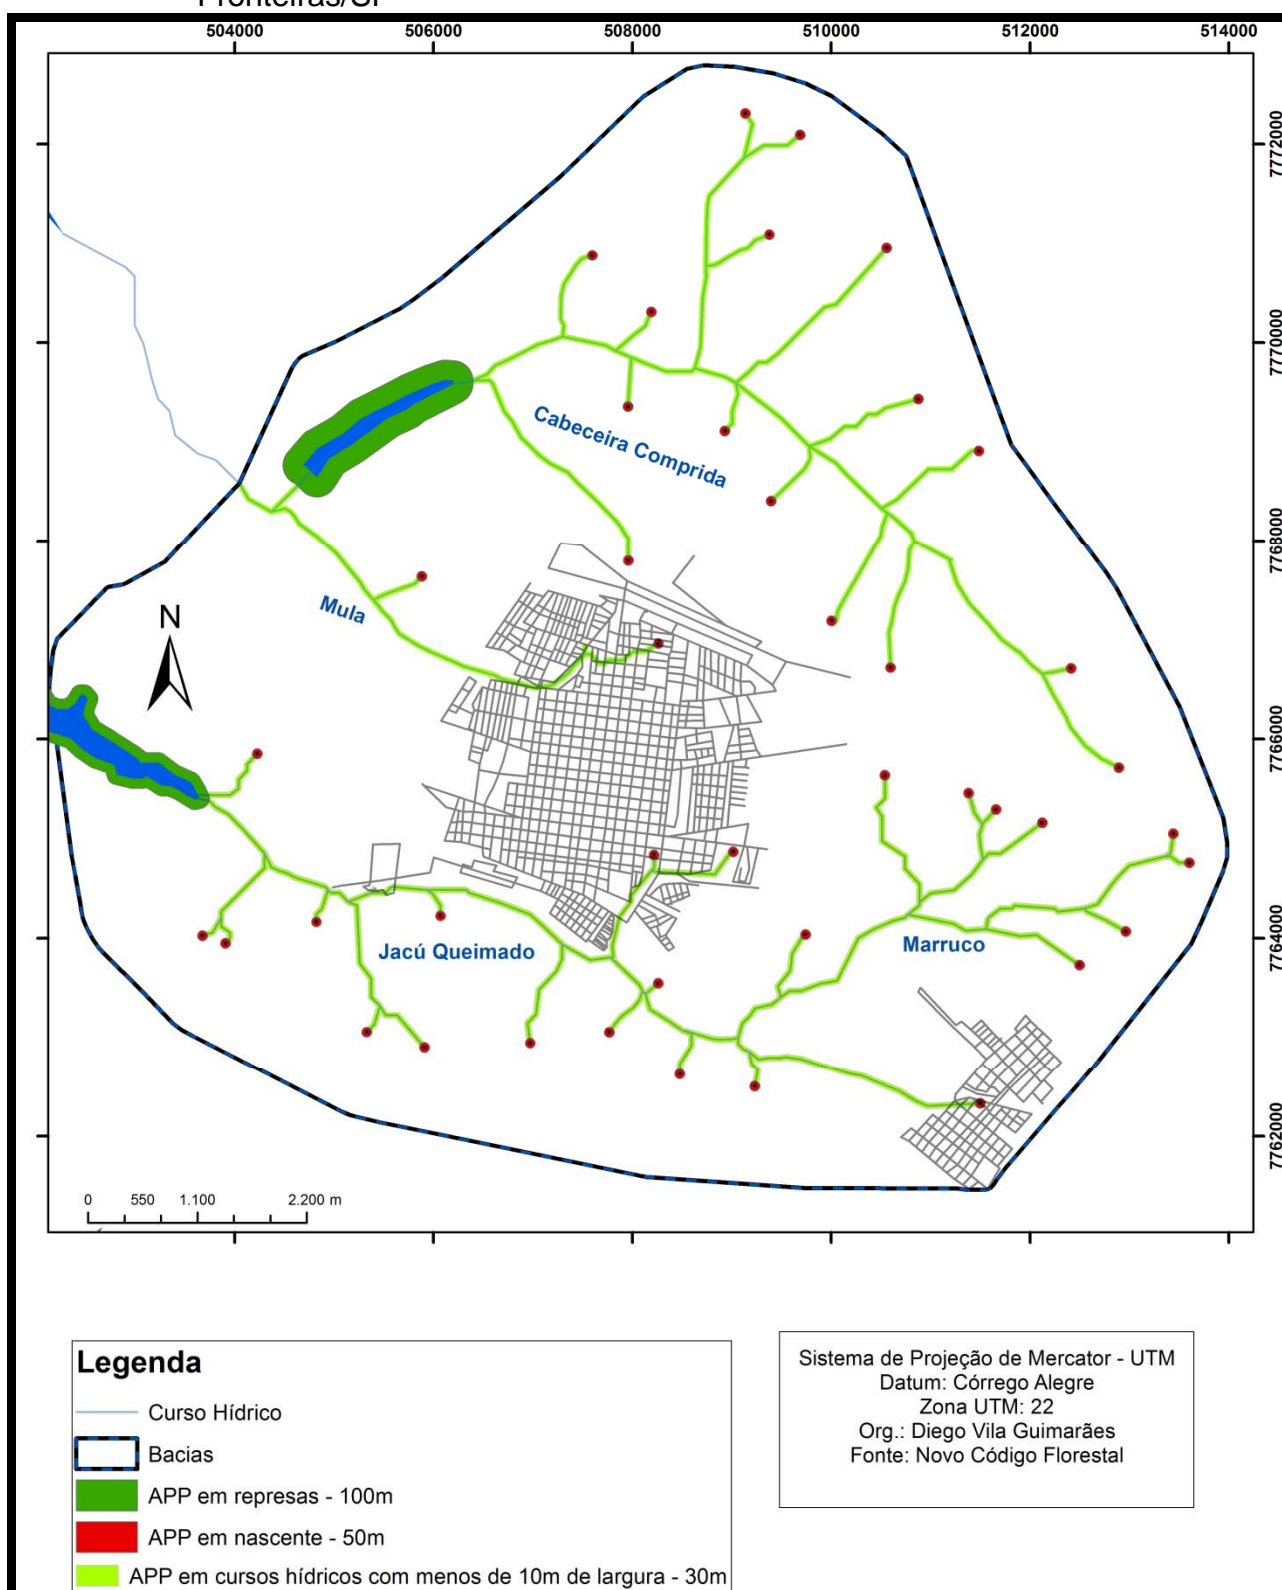 Fronteiras/SP
504000 506000 508000 510000 512000 514000
7772000
7770000
7768000
7766000
7764000
7762000
Cabeceira Comprida
Mula
N
Jacú Queimado
Marruco
0 550 1.100 2.200 m
Legenda
Curso Hídrico
Bacias
APP em represas - 100m
APP em nascente - 50m
APP em cursos hídricos com menos de 10m de largura - 30m
Sistema de Projeção de Mercator - UTM
Datum: Córrego Alegre
Zona UTM: 22
Org.: Diego Vila Guimarães
Fonte: Novo Código Florestal